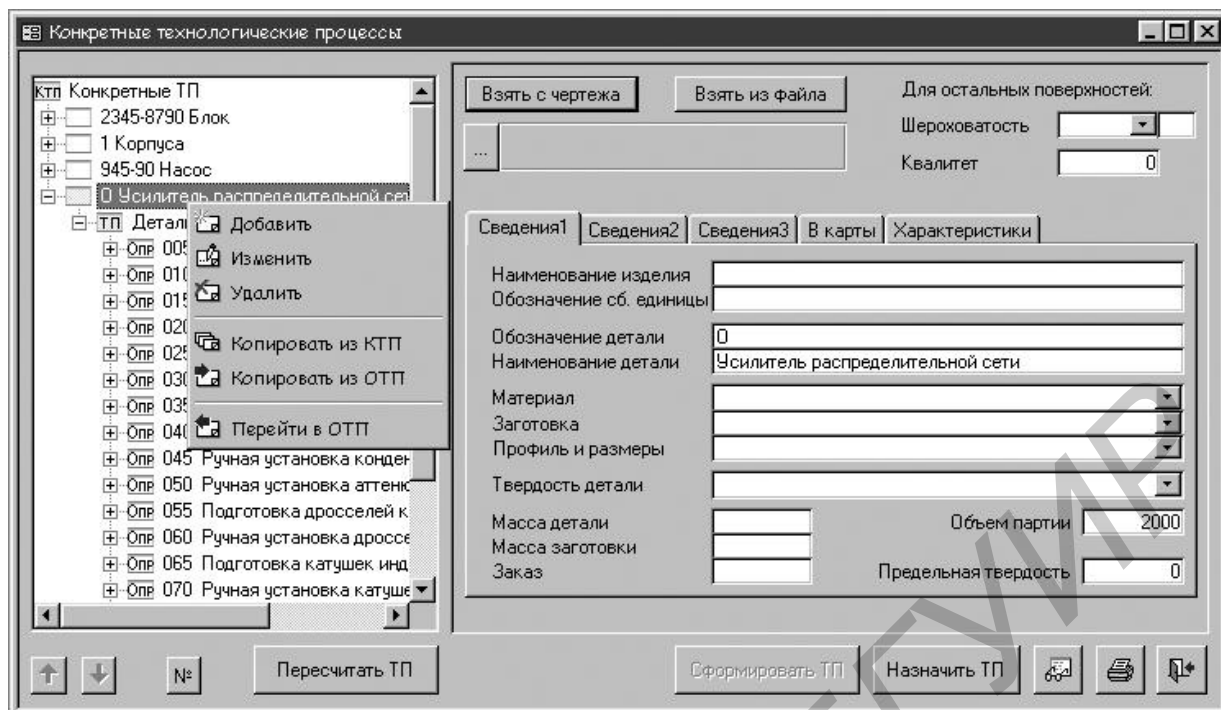 Конкретные технологические процессы
Ктп Конкретные ТП
2345-8790 Блок
1 Корпуса
945-90 Насос
0 Усилитель распределительной сет
ТП Детал
Опр 005
Опр 010
Опр 015
Опр 020
Опр 025
Опр 030
Опр 035
Опр 040
Опр 045 Ручная установка конден
Опр 050 Ручная установка аттеню
Опр 055 Подготовка дросселей к
Опр 060 Ручная установка дроссе
Опр 065 Подготовка катушек инд
Опр 070 Ручная установка катуше
Добавить
Изменить
Удалить
Копировать из КТП
Копировать из ОТП
Перейти в ОТП
Взять с чертежа
Взять из файла
...
Для остальных поверхностей:
Шероховатость
Квалитет 0
Сведения1 Сведения2 Сведения3 В карты Характеристики
Наименование изделия
Обозначение сб. единицы
Обозначение детали 0
Наименование детали Усилитель распределительной сети
Материал
Заготовка
Профиль и размеры
Твердость детали
Масса детали Объем партии 2000
Масса заготовки
Заказ Предельная твердость 0
№ Пересчитать ТП Сформировать ТП Назначить ТП
БГУИР